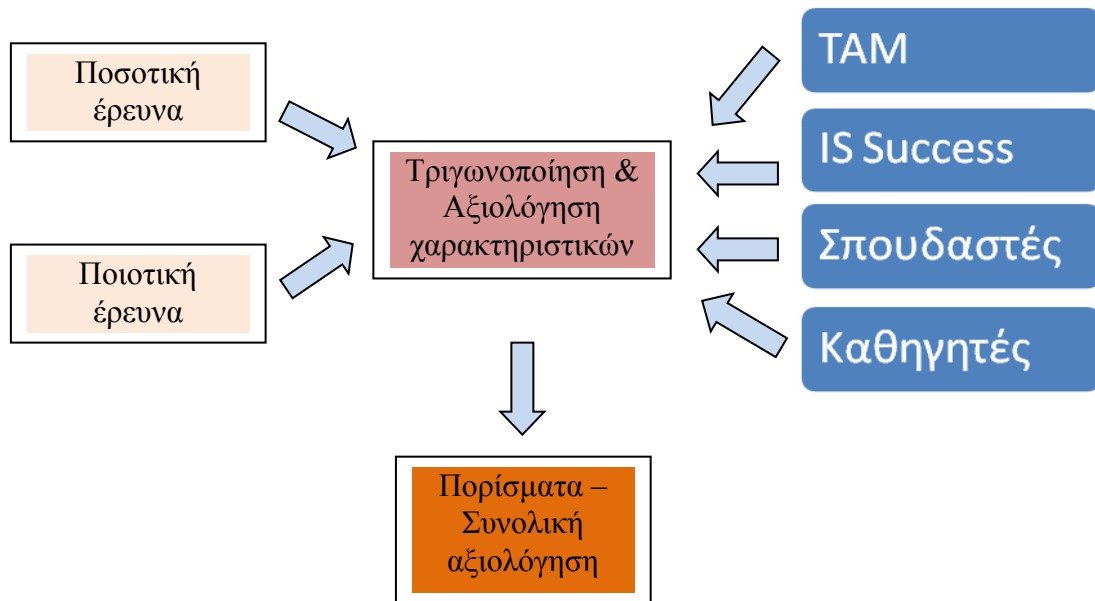 Ποσοτική
έρευνα
Ποιοτική
έρευνα
Τριγωνοποίηση &
Αξιολόγηση
χαρακτηριστικών
TAM
IS Success
Σπουδαστές
Καθηγητές
Πορίσματα –
Συνολική
αξιολόγηση